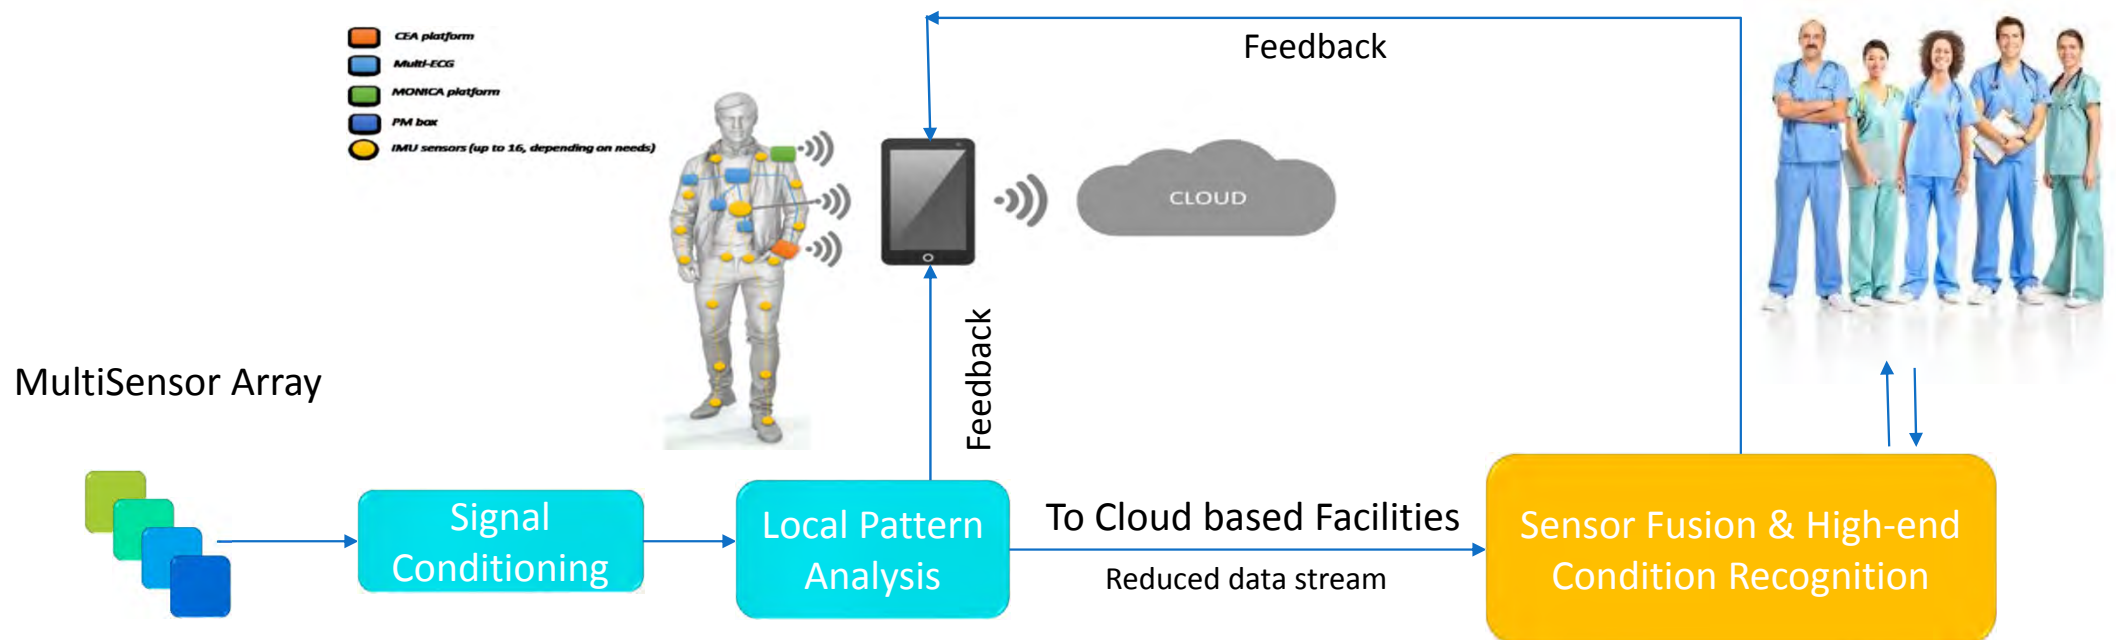 CEA platform
Multi-ECG
MONICA platform
PM box
IMU sensors (up to 16, depending on needs)
Feedback
CLOUD
Feedback
MultiSensor Array
Signal
Conditioning
Local Pattern
Analysis
To Cloud based Facilities
Reduced data stream
Sensor Fusion & High-end
Condition Recognition